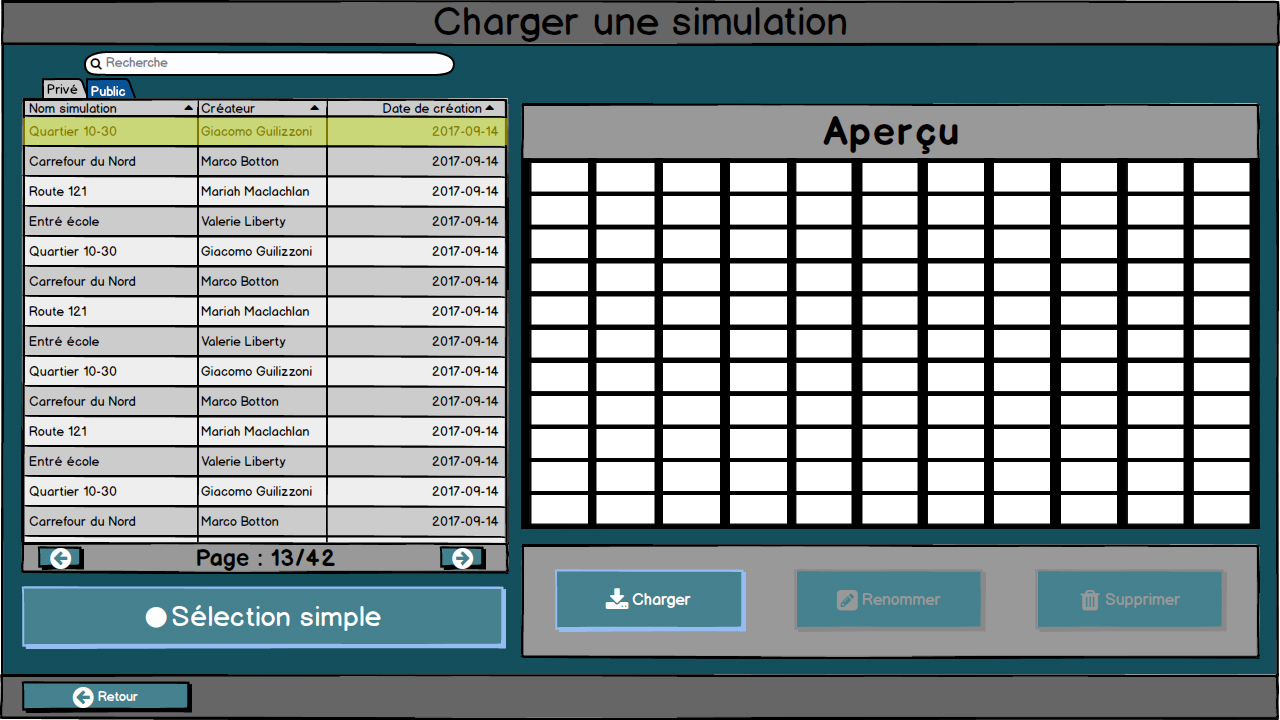 Charger une simulation
Recherche
Privé Public
Nom simulation Créateur Date de création
Quartier 10-30 Giacomo Guilizzoni 2017-09-14
Carrefour du Nord Marco Botton 2017-09-14
Route 121 Mariah Maclachlan 2017-09-14
Entré école Valerie Liberty 2017-09-14
Quartier 10-30 Giacomo Guilizzoni 2017-09-14
Carrefour du Nord Marco Botton 2017-09-14
Route 121 Mariah Maclachlan 2017-09-14
Entré école Valerie Liberty 2017-09-14
Quartier 10-30 Giacomo Guilizzoni 2017-09-14
Carrefour du Nord Marco Botton 2017-09-14
Route 121 Mariah Maclachlan 2017-09-14
Entré école Valerie Liberty 2017-09-14
Quartier 10-30 Giacomo Guilizzoni 2017-09-14
Carrefour du Nord Marco Botton 2017-09-14
Page : 13/42
Sélection simple
Aperçu
Charger Renommer Supprimer
Retour